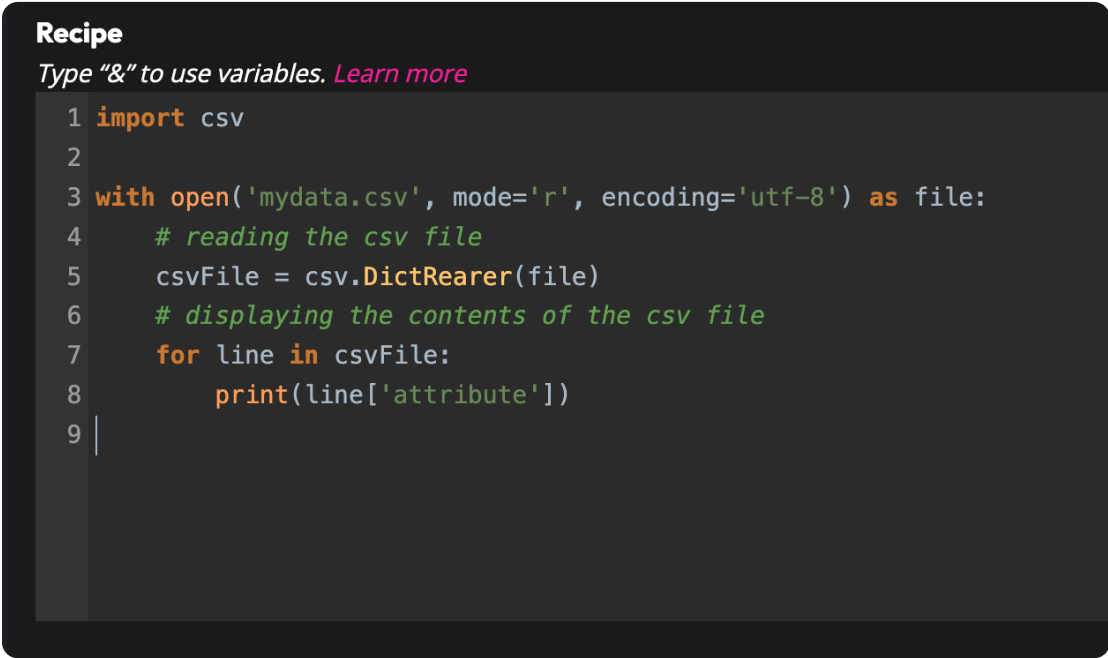 Recipe
Type “&” to use variables. Learn more
1 import csv
2
3 with open('mydata.csv', mode='r', encoding='utf-8') as file:
4     # reading the csv file
5     csvFile = csv.DictRearer(file)
6     # displaying the contents of the csv file
7     for line in csvFile:
8         print(line['attribute'])
9